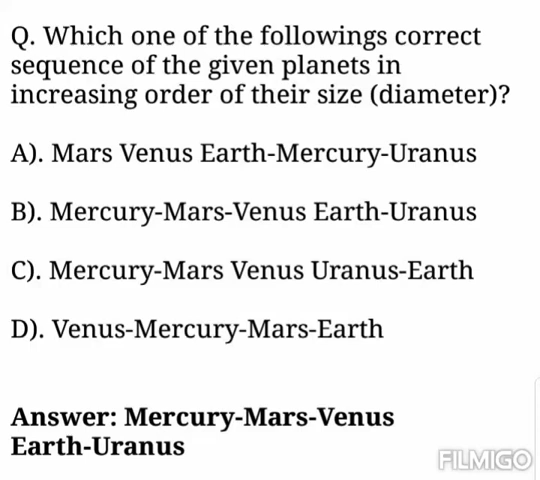 Q. Which one of the followings correct
sequence of the given planets in
increasing order of their size (diameter)?
A). Mars Venus Earth-Mercury-Uranus
B). Mercury-Mars-Venus Earth-Uranus
C). Mercury-Mars Venus Uranus-Earth
D). Venus-Mercury-Mars-Earth
Answer: Mercury-Mars-Venus
Earth-Uranus
FILMIGO